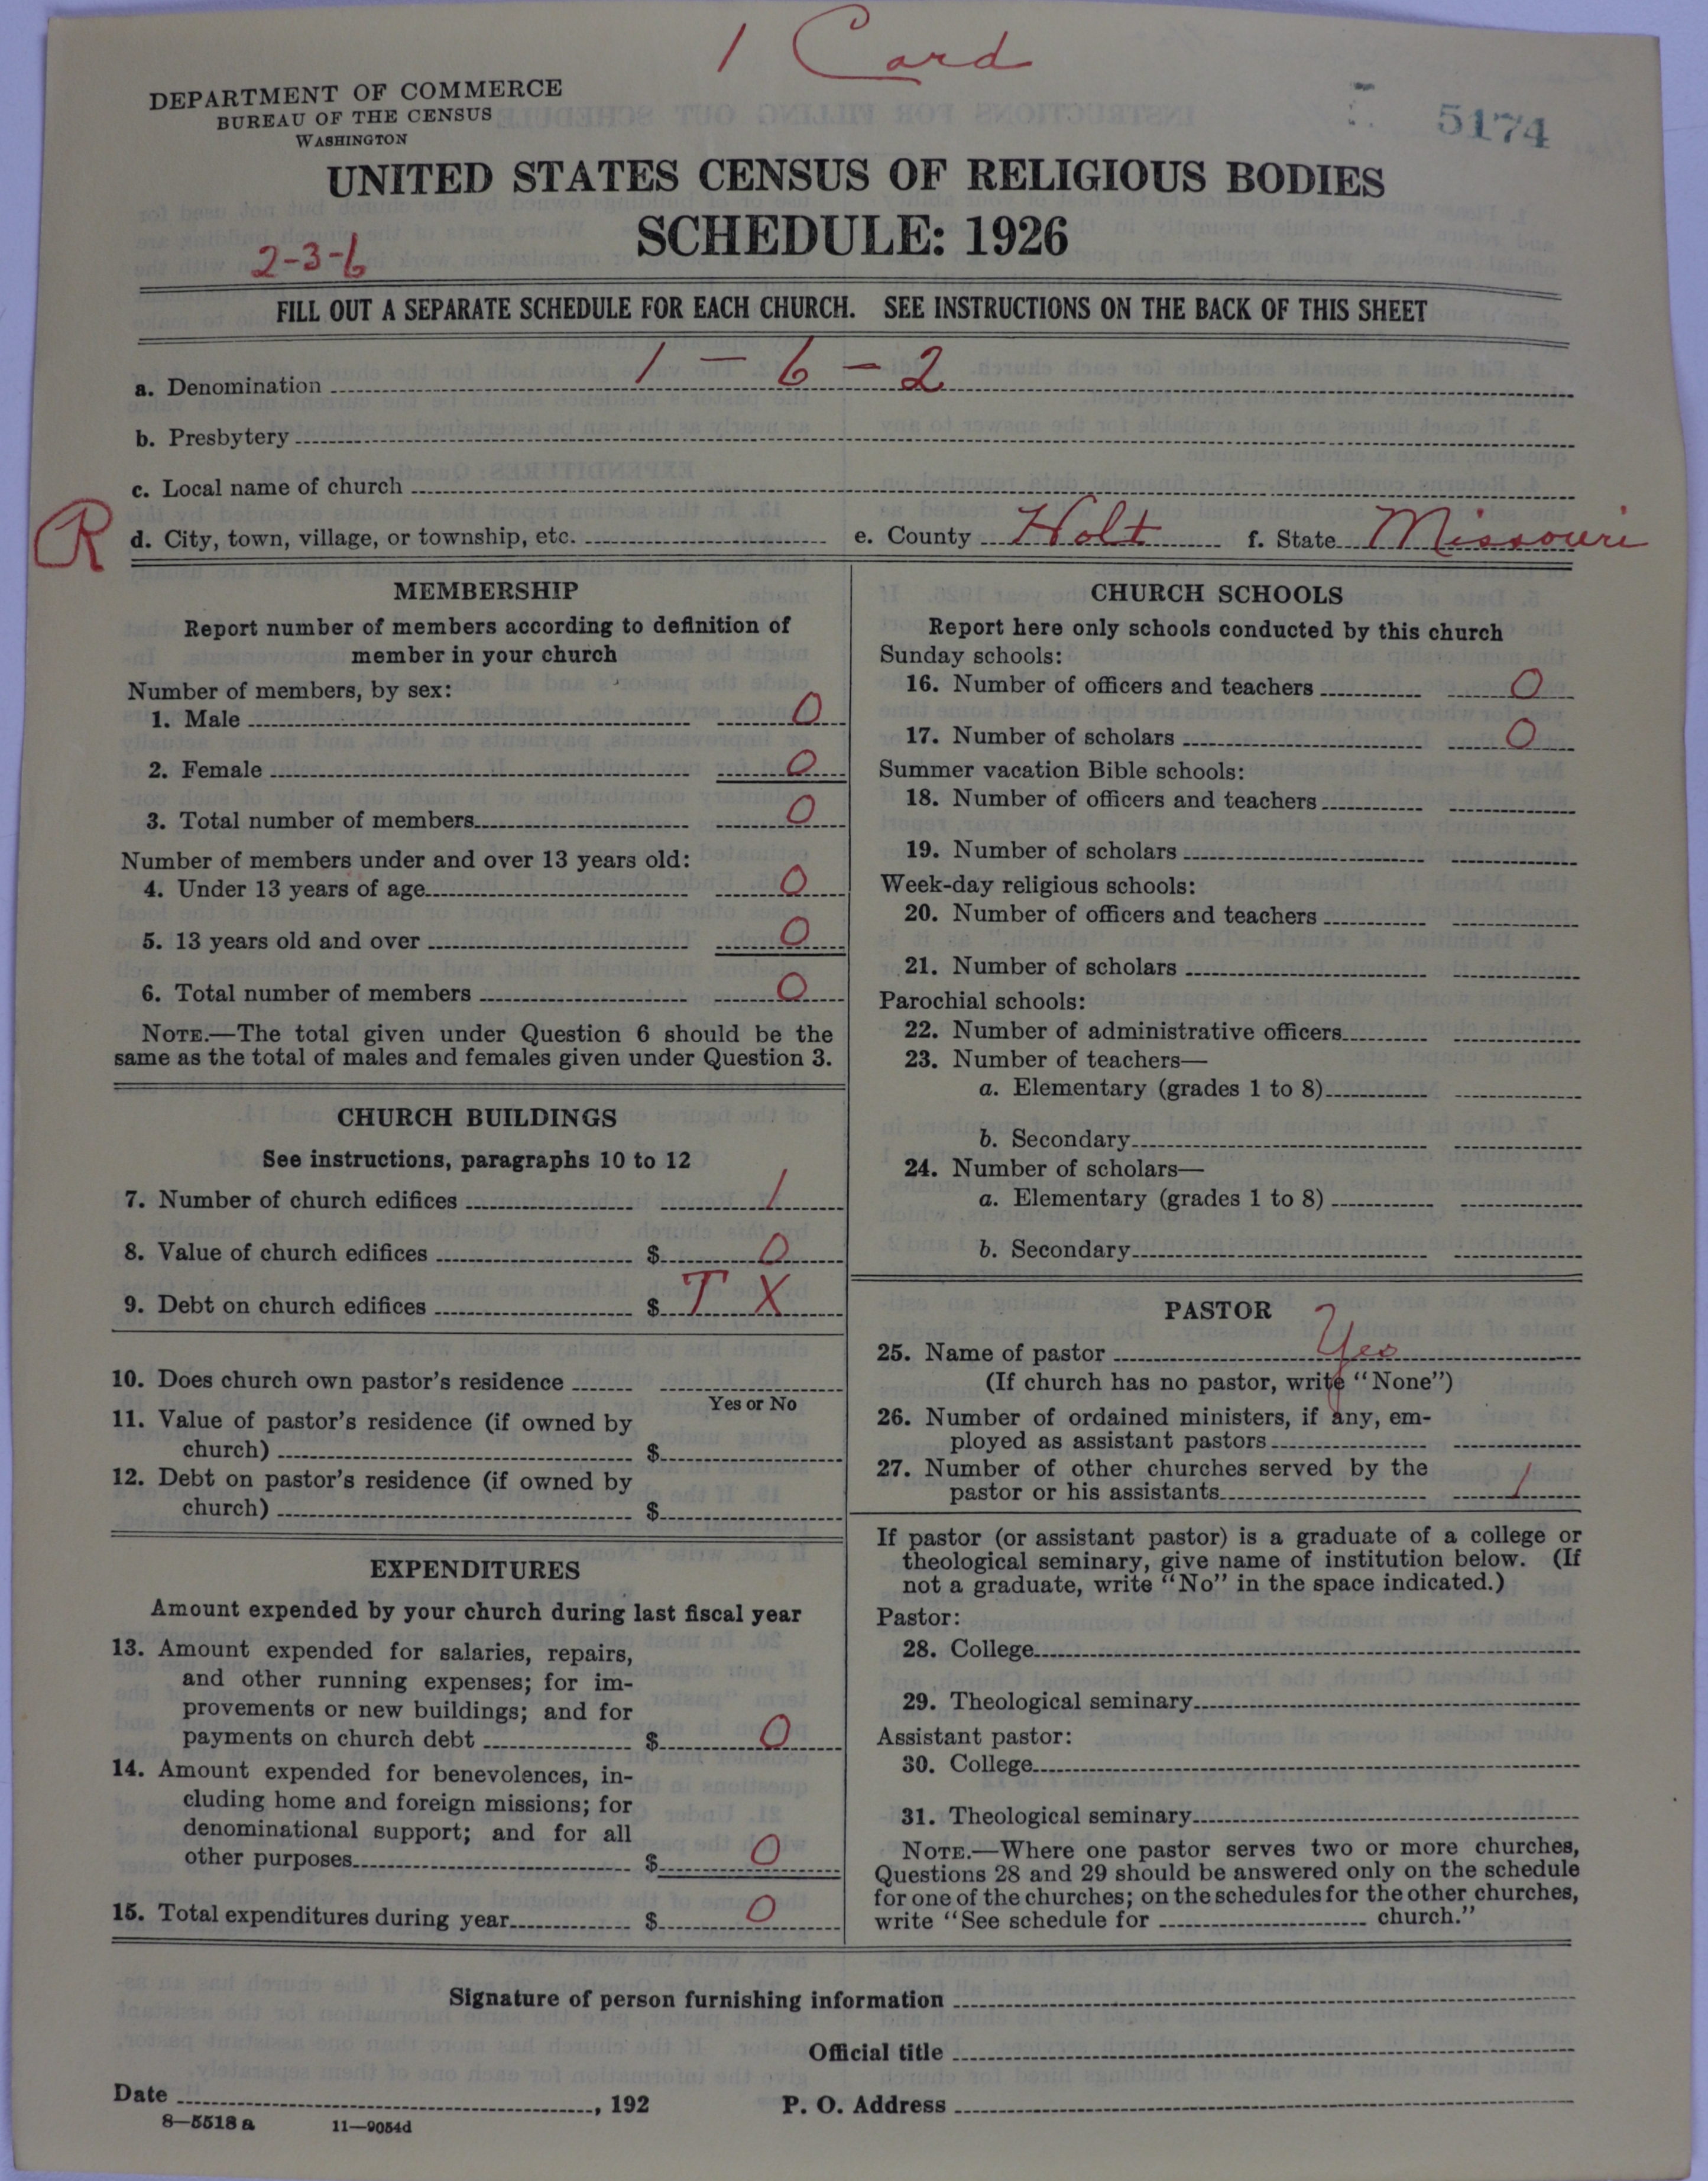 1 Card
DEPARTMENT OF COMMERCE
BUREAU OF THE CENSUS
WASHINGTON
5174
UNITED STATES CENSUS OF RELIGIOUS BODIES
SCHEDULE: 1926
2-3-6
FILL OUT A SEPARATE SCHEDULE FOR EACH CHURCH. SEE INSTRUCTIONS ON THE BACK OF THIS SHEET
a. Denomination 1 - 6 - 2
b. Presbytery
c. Local name of church
R
d. City, town, village, or township, etc. e. County Holt f. State Missouri
MEMBERSHIP
Report number of members according to definition of
member in your church
Number of members, by sex:
1. Male 0
2. Female 0
3. Total number of members 0
Number of members under and over 13 years old:
4. Under 13 years of age 0
5. 13 years old and over 0
6. Total number of members 0
NOTE.—The total given under Question 6 should be the
same as the total of males and females given under Question 3.
CHURCH BUILDINGS
See instructions, paragraphs 10 to 12
7. Number of church edifices 1
8. Value of church edifices $ 0
9. Debt on church edifices $ T X
10. Does church own pastor's residence
Yes or No
11. Value of pastor's residence (if owned by
church) $
12. Debt on pastor's residence (if owned by
church) $
EXPENDITURES
Amount expended by your church during last fiscal year
13. Amount expended for salaries, repairs,
and other running expenses; for im-
provements or new buildings; and for
payments on church debt $ 0
14. Amount expended for benevolences, in-
cluding home and foreign missions; for
denominational support; and for all
other purposes $ 0
15. Total expenditures during year $ 0
CHURCH SCHOOLS
Report here only schools conducted by this church
Sunday schools:
16. Number of officers and teachers 0
17. Number of scholars 0
Summer vacation Bible schools:
18. Number of officers and teachers
19. Number of scholars
Week-day religious schools:
20. Number of officers and teachers
21. Number of scholars
Parochial schools:
22. Number of administrative officers
23. Number of teachers—
a. Elementary (grades 1 to 8)
b. Secondary
24. Number of scholars—
a. Elementary (grades 1 to 8)
b. Secondary
PASTOR
25. Name of pastor Yes
(If church has no pastor, write "None")
26. Number of ordained ministers, if any, em-
ployed as assistant pastors
27. Number of other churches served by the
pastor or his assistants 1
If pastor (or assistant pastor) is a graduate of a college or
theological seminary, give name of institution below. (If
not a graduate, write "No" in the space indicated.)
Pastor:
28. College
29. Theological seminary
Assistant pastor:
30. College
31. Theological seminary
NOTE.—Where one pastor serves two or more churches,
Questions 28 and 29 should be answered only on the schedule
for one of the churches; on the schedules for the other churches,
write "See schedule for church."
Signature of person furnishing information
Official title
Date , 192 P. O. Address
8—5518 a 11—9054d